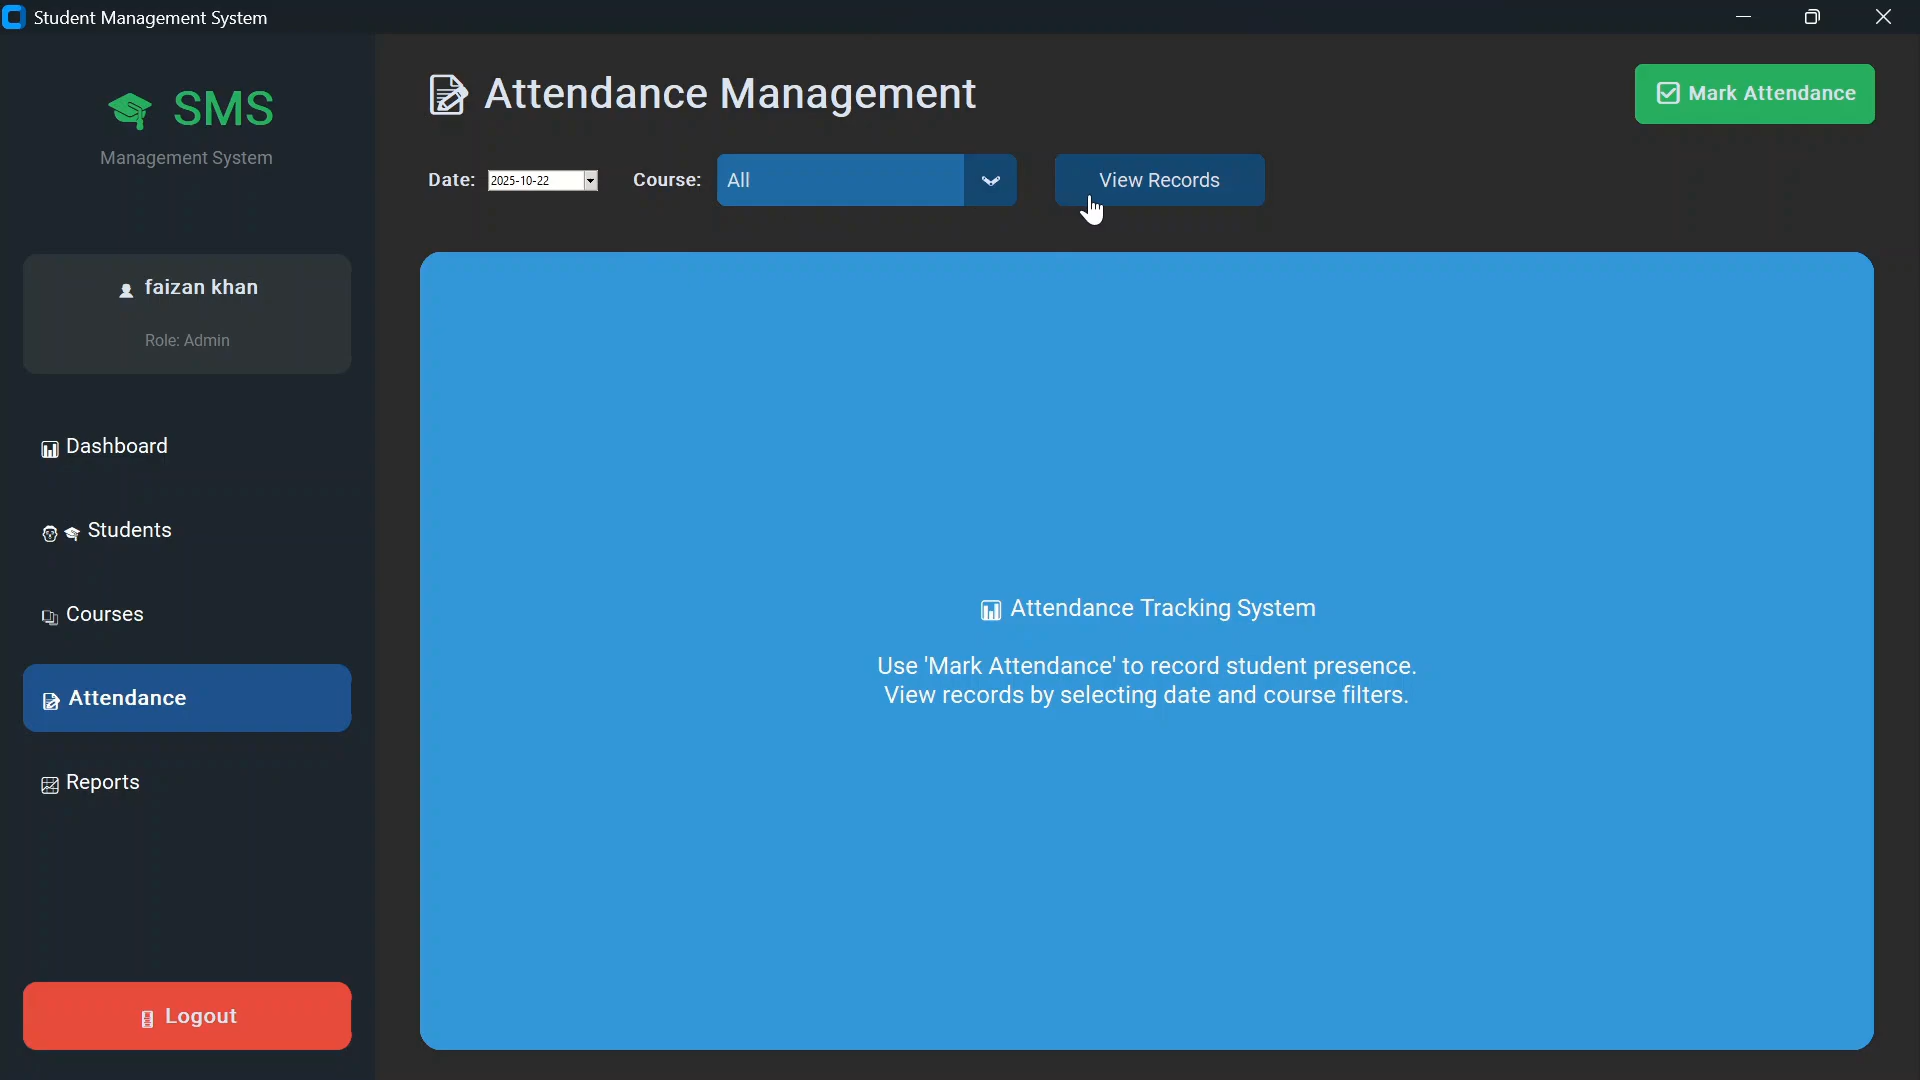 Student Management System
SMS
Management System
faizan khan
Role: Admin
Dashboard
Students
Courses
Attendance
Reports
Logout
Attendance Management
Mark Attendance
Date: 2025-10-22 Course: All View Records
Attendance Tracking System
Use 'Mark Attendance' to record student presence.
View records by selecting date and course filters.